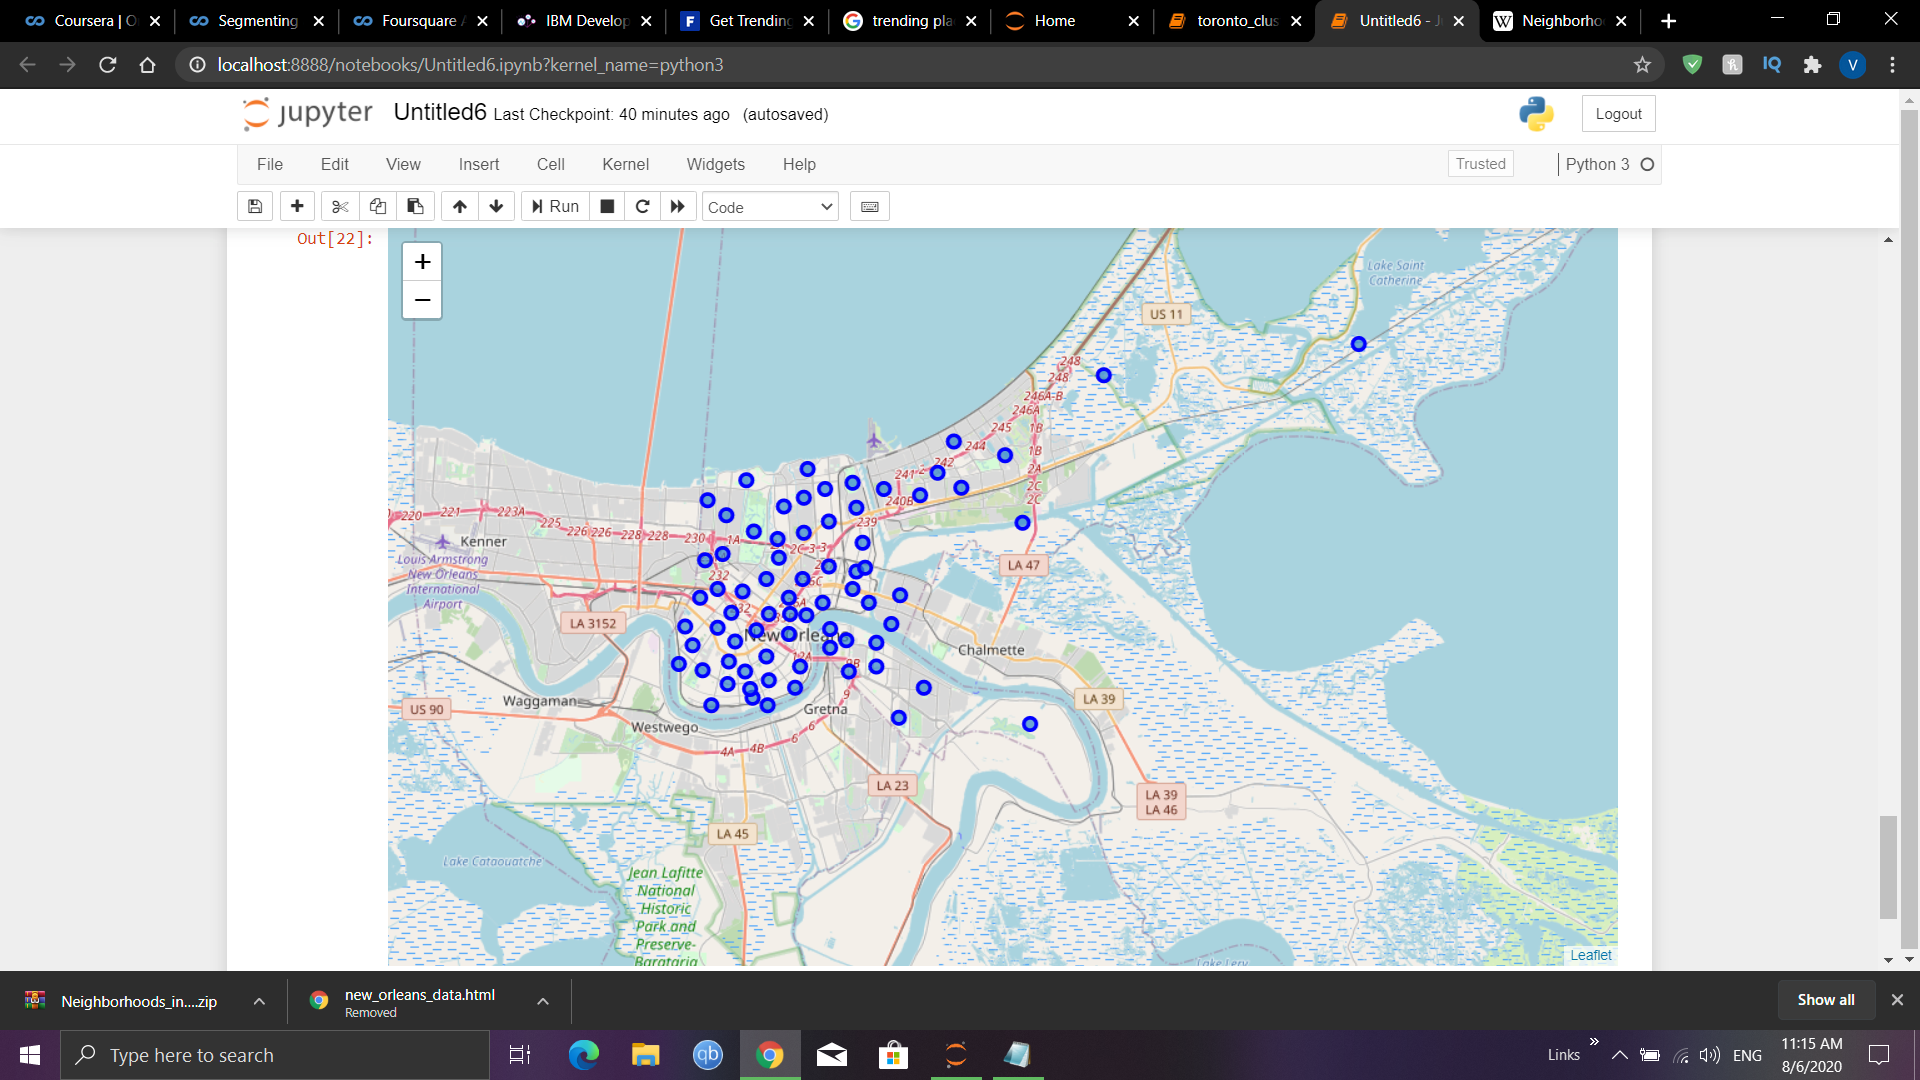 Coursera | O
Segmenting
Foursquare A
IBM Develop
Get Trending
trending pla
Home
toronto_clus
Untitled6 - J
Neighborho
localhost:8888/notebooks/Untitled6.ipynb?kernel_name=python3
jupyter Untitled6 Last Checkpoint: 40 minutes ago (autosaved)
Logout
File Edit View Insert Cell Kernel Widgets Help
Trusted
Python 3
Run
Code
Out[22]:
+
−
Lake Saint
Catherine
US 11
248
248
246A-B
246A
245
1B
244
1B
242
241
2A
2C
2C
240B
239
220
221
223A
225
226 226
228 228
230
1A
2C 3-3
Kenner
Louis Armstrong
New Orleans
International
Airport
232
LA 47
LA 3152
New Orleans
Chalmette
12A
9B
9
US 90
Waggaman
Westwego
Gretna
6
6
4A
4B
LA 39
LA 23
LA 39
LA 46
LA 45
Lake Cataouatche
Jean Lafitte
National
Historic
Park and
Preserve-
Barataria
Lake Lery
Leaflet
Neighborhoods_in....zip
new_orleans_data.html
Removed
Show all
Type here to search
Links
ENG
11:15 AM
8/6/2020